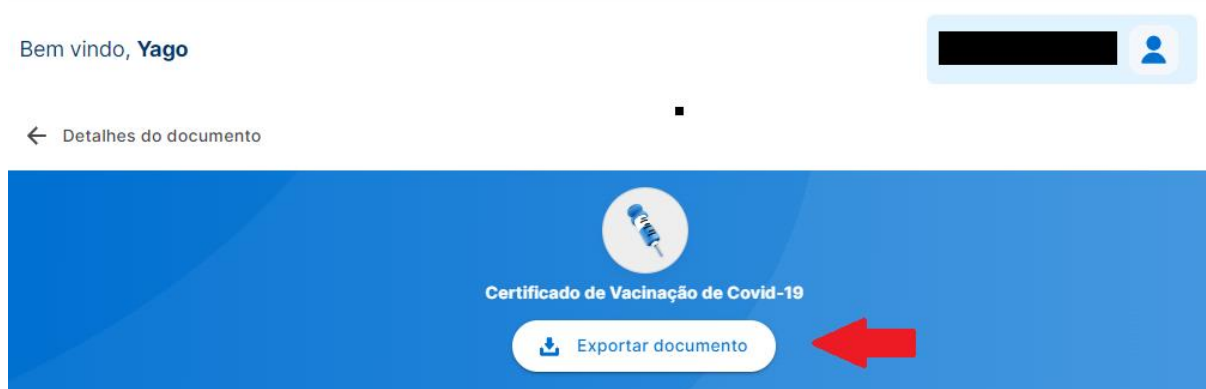 Bem vindo, Yago
Detalhes do documento
Certificado de Vacinação de Covid-19
Exportar documento